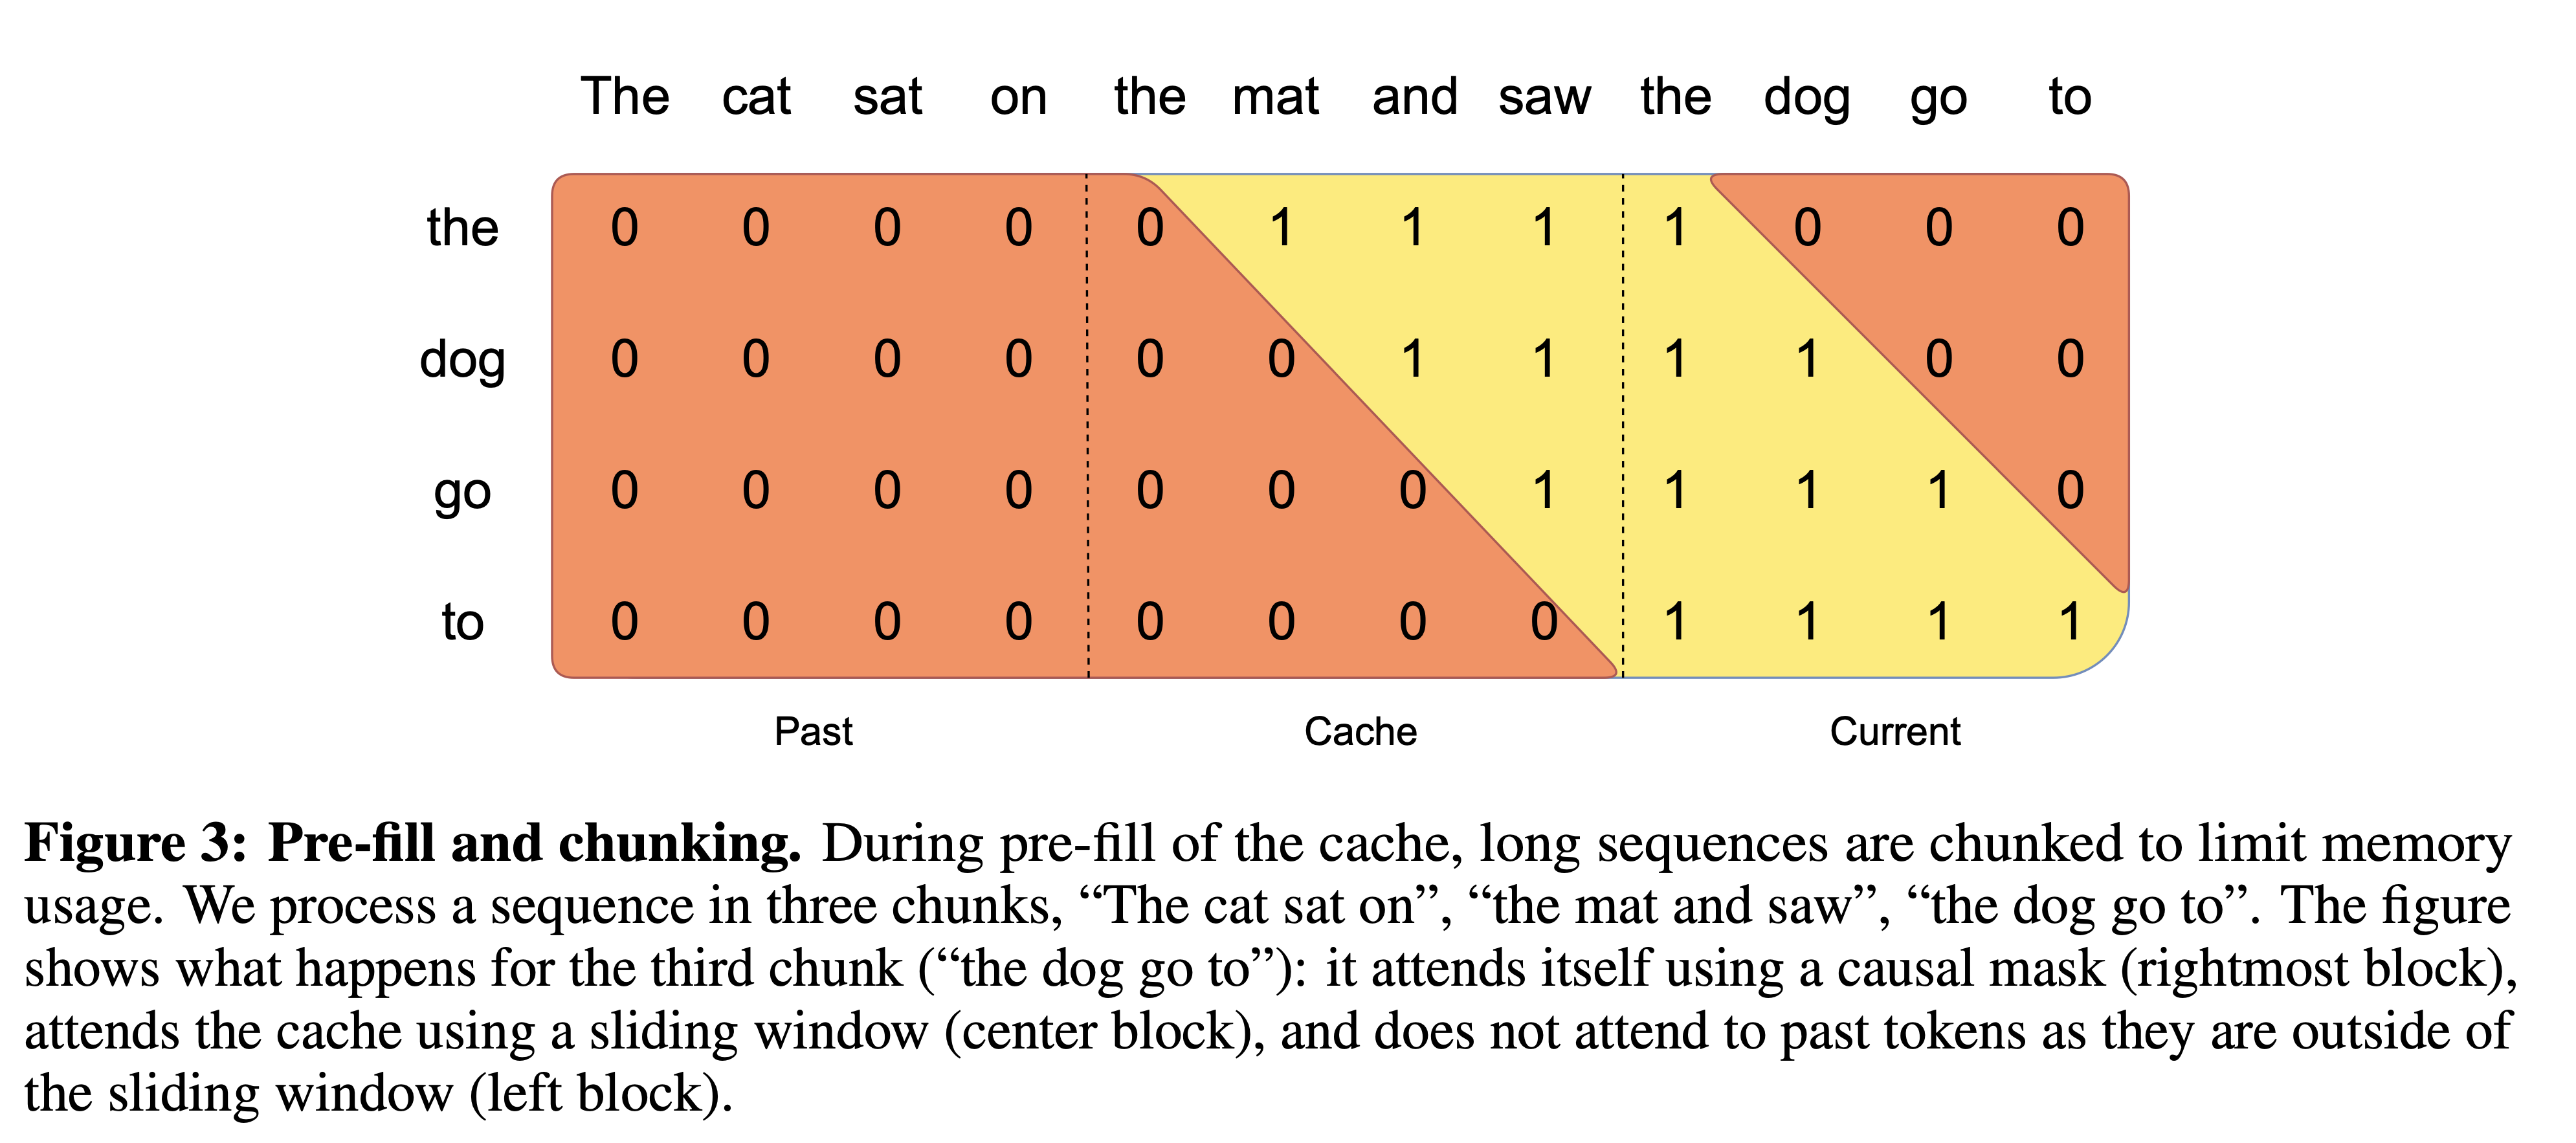 The cat sat on the mat and saw the dog go to
the 0 0 0 0 0 1 1 1 1 0 0 0
dog 0 0 0 0 0 0 1 1 1 1 0 0
go 0 0 0 0 0 0 0 1 1 1 1 0
to 0 0 0 0 0 0 0 0 1 1 1 1
Past Cache Current
Figure 3: Pre-fill and chunking. During pre-fill of the cache, long sequences are chunked to limit memory
usage. We process a sequence in three chunks, “The cat sat on”, “the mat and saw”, “the dog go to”. The figure
shows what happens for the third chunk (“the dog go to”): it attends itself using a causal mask (rightmost block),
attends the cache using a sliding window (center block), and does not attend to past tokens as they are outside of
the sliding window (left block).